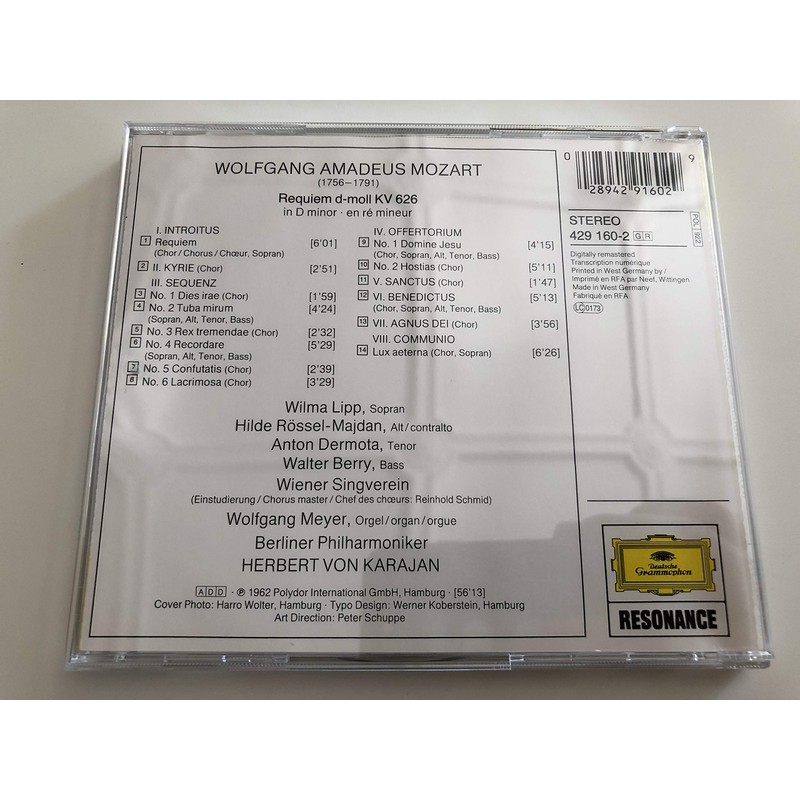 WOLFGANG AMADEUS MOZART
(1756–1791)
Requiem d-moll KV 626
in D minor · en ré mineur
I. INTROITUS
1 Requiem [6'01]
(Chor / Chorus / Chœur, Sopran)
2 II. KYRIE (Chor) [2'51]
III. SEQUENZ
3 No. 1 Dies irae (Chor) [1'59]
4 No. 2 Tuba mirum [4'24]
(Sopran, Alt, Tenor, Bass)
5 No. 3 Rex tremendae (Chor) [2'32]
6 No. 4 Recordare [5'29]
(Sopran, Alt, Tenor, Bass)
7 No. 5 Confutatis (Chor) [2'39]
8 No. 6 Lacrimosa (Chor) [3'29]
IV. OFFERTORIUM
9 No. 1 Domine Jesu [4'15]
(Chor, Sopran, Alt, Tenor, Bass)
10 No. 2 Hostias (Chor) [5'11]
11 V. SANCTUS (Chor) [1'47]
12 VI. BENEDICTUS [5'13]
(Chor, Sopran, Alt, Tenor, Bass)
13 VII. AGNUS DEI (Chor) [3'56]
VIII. COMMUNIO
14 Lux aeterna (Chor, Sopran) [6'26]
Wilma Lipp, Sopran
Hilde Rössel-Majdan, Alt / contralto
Anton Dermota, Tenor
Walter Berry, Bass
Wiener Singverein
(Einstudierung / Chorus master / Chef des chœurs: Reinhold Schmid)
Wolfgang Meyer, Orgel / organ / orgue
Berliner Philharmoniker
HERBERT VON KARAJAN
ADD · ℗ 1962 Polydor International GmbH, Hamburg · [56'13]
Cover Photo: Harro Wolter, Hamburg · Typo Design: Werner Koberstein, Hamburg
Art Direction: Peter Schuppe
0 28942 91602 9
STEREO
429 160-2 GR
POL 922
Digitally remastered
Transcription numérique
Printed in West Germany by /
Imprimé en RFA par Neef, Wittingen
Made in West Germany
Fabriqué en RFA
LC 0173
Deutsche
Grammophon
RESONANCE